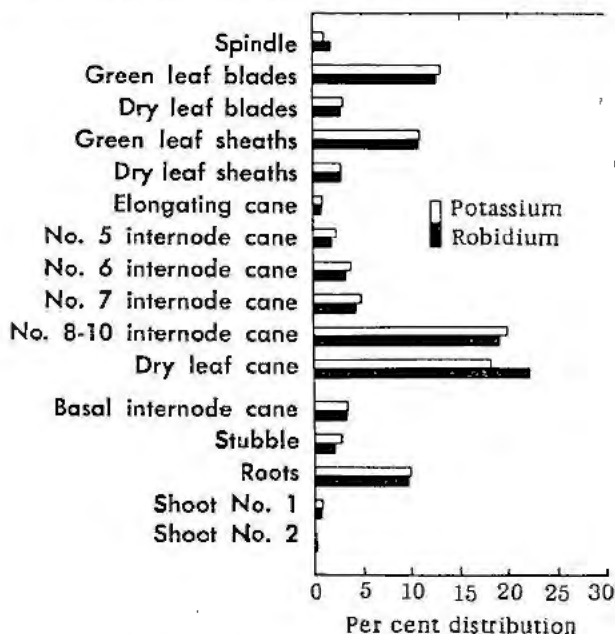 Spindle
Green leaf blades
Dry leaf blades
Green leaf sheaths
Dry leaf sheaths
Elongating cane
No. 5 internode cane
No. 6 internode cane
No. 7 internode cane
No. 8-10 internode cane
Dry leaf cane
Basal internode cane
Stubble
Roots
Shoot No. 1
Shoot No. 2
Potassium
Robidium
0 5 10 15 20 25 30
Per cent distribution